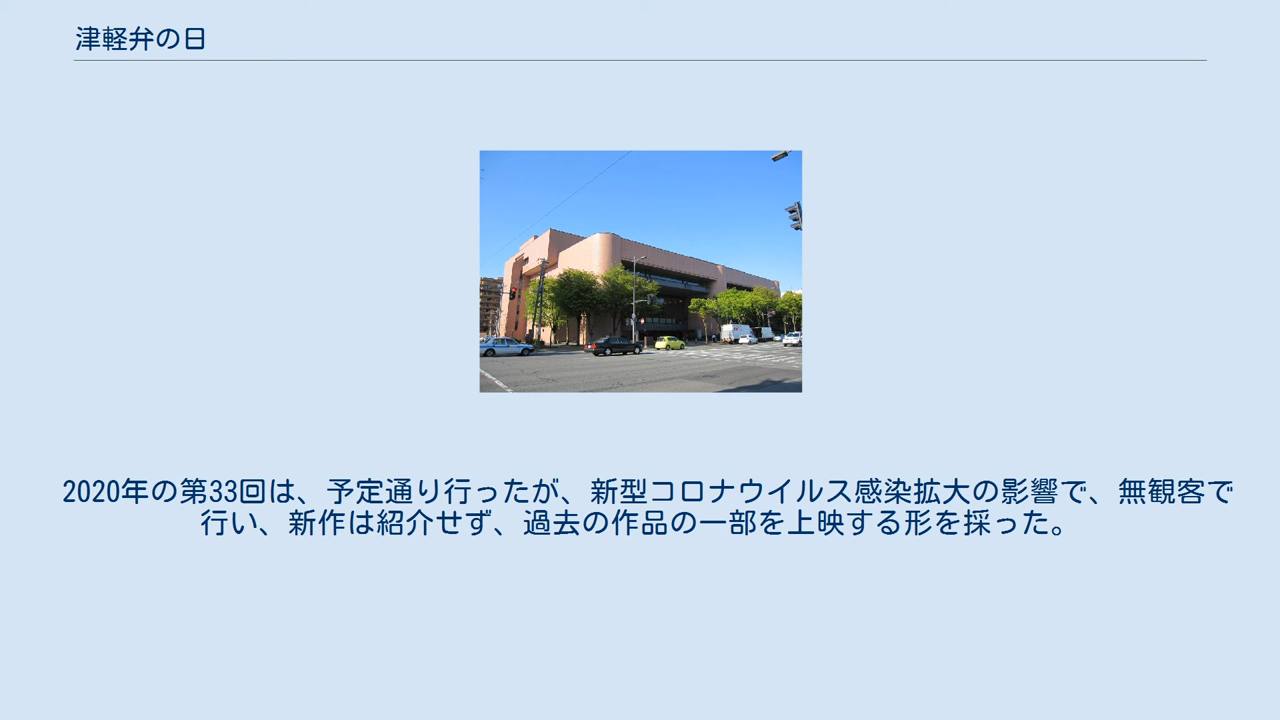 津軽弁の日
2020年の第33回は、予定通り行ったが、新型コロナウイルス感染拡大の影響で、無観客で
行い、新作は紹介せず、過去の作品の一部を上映する形を採った。